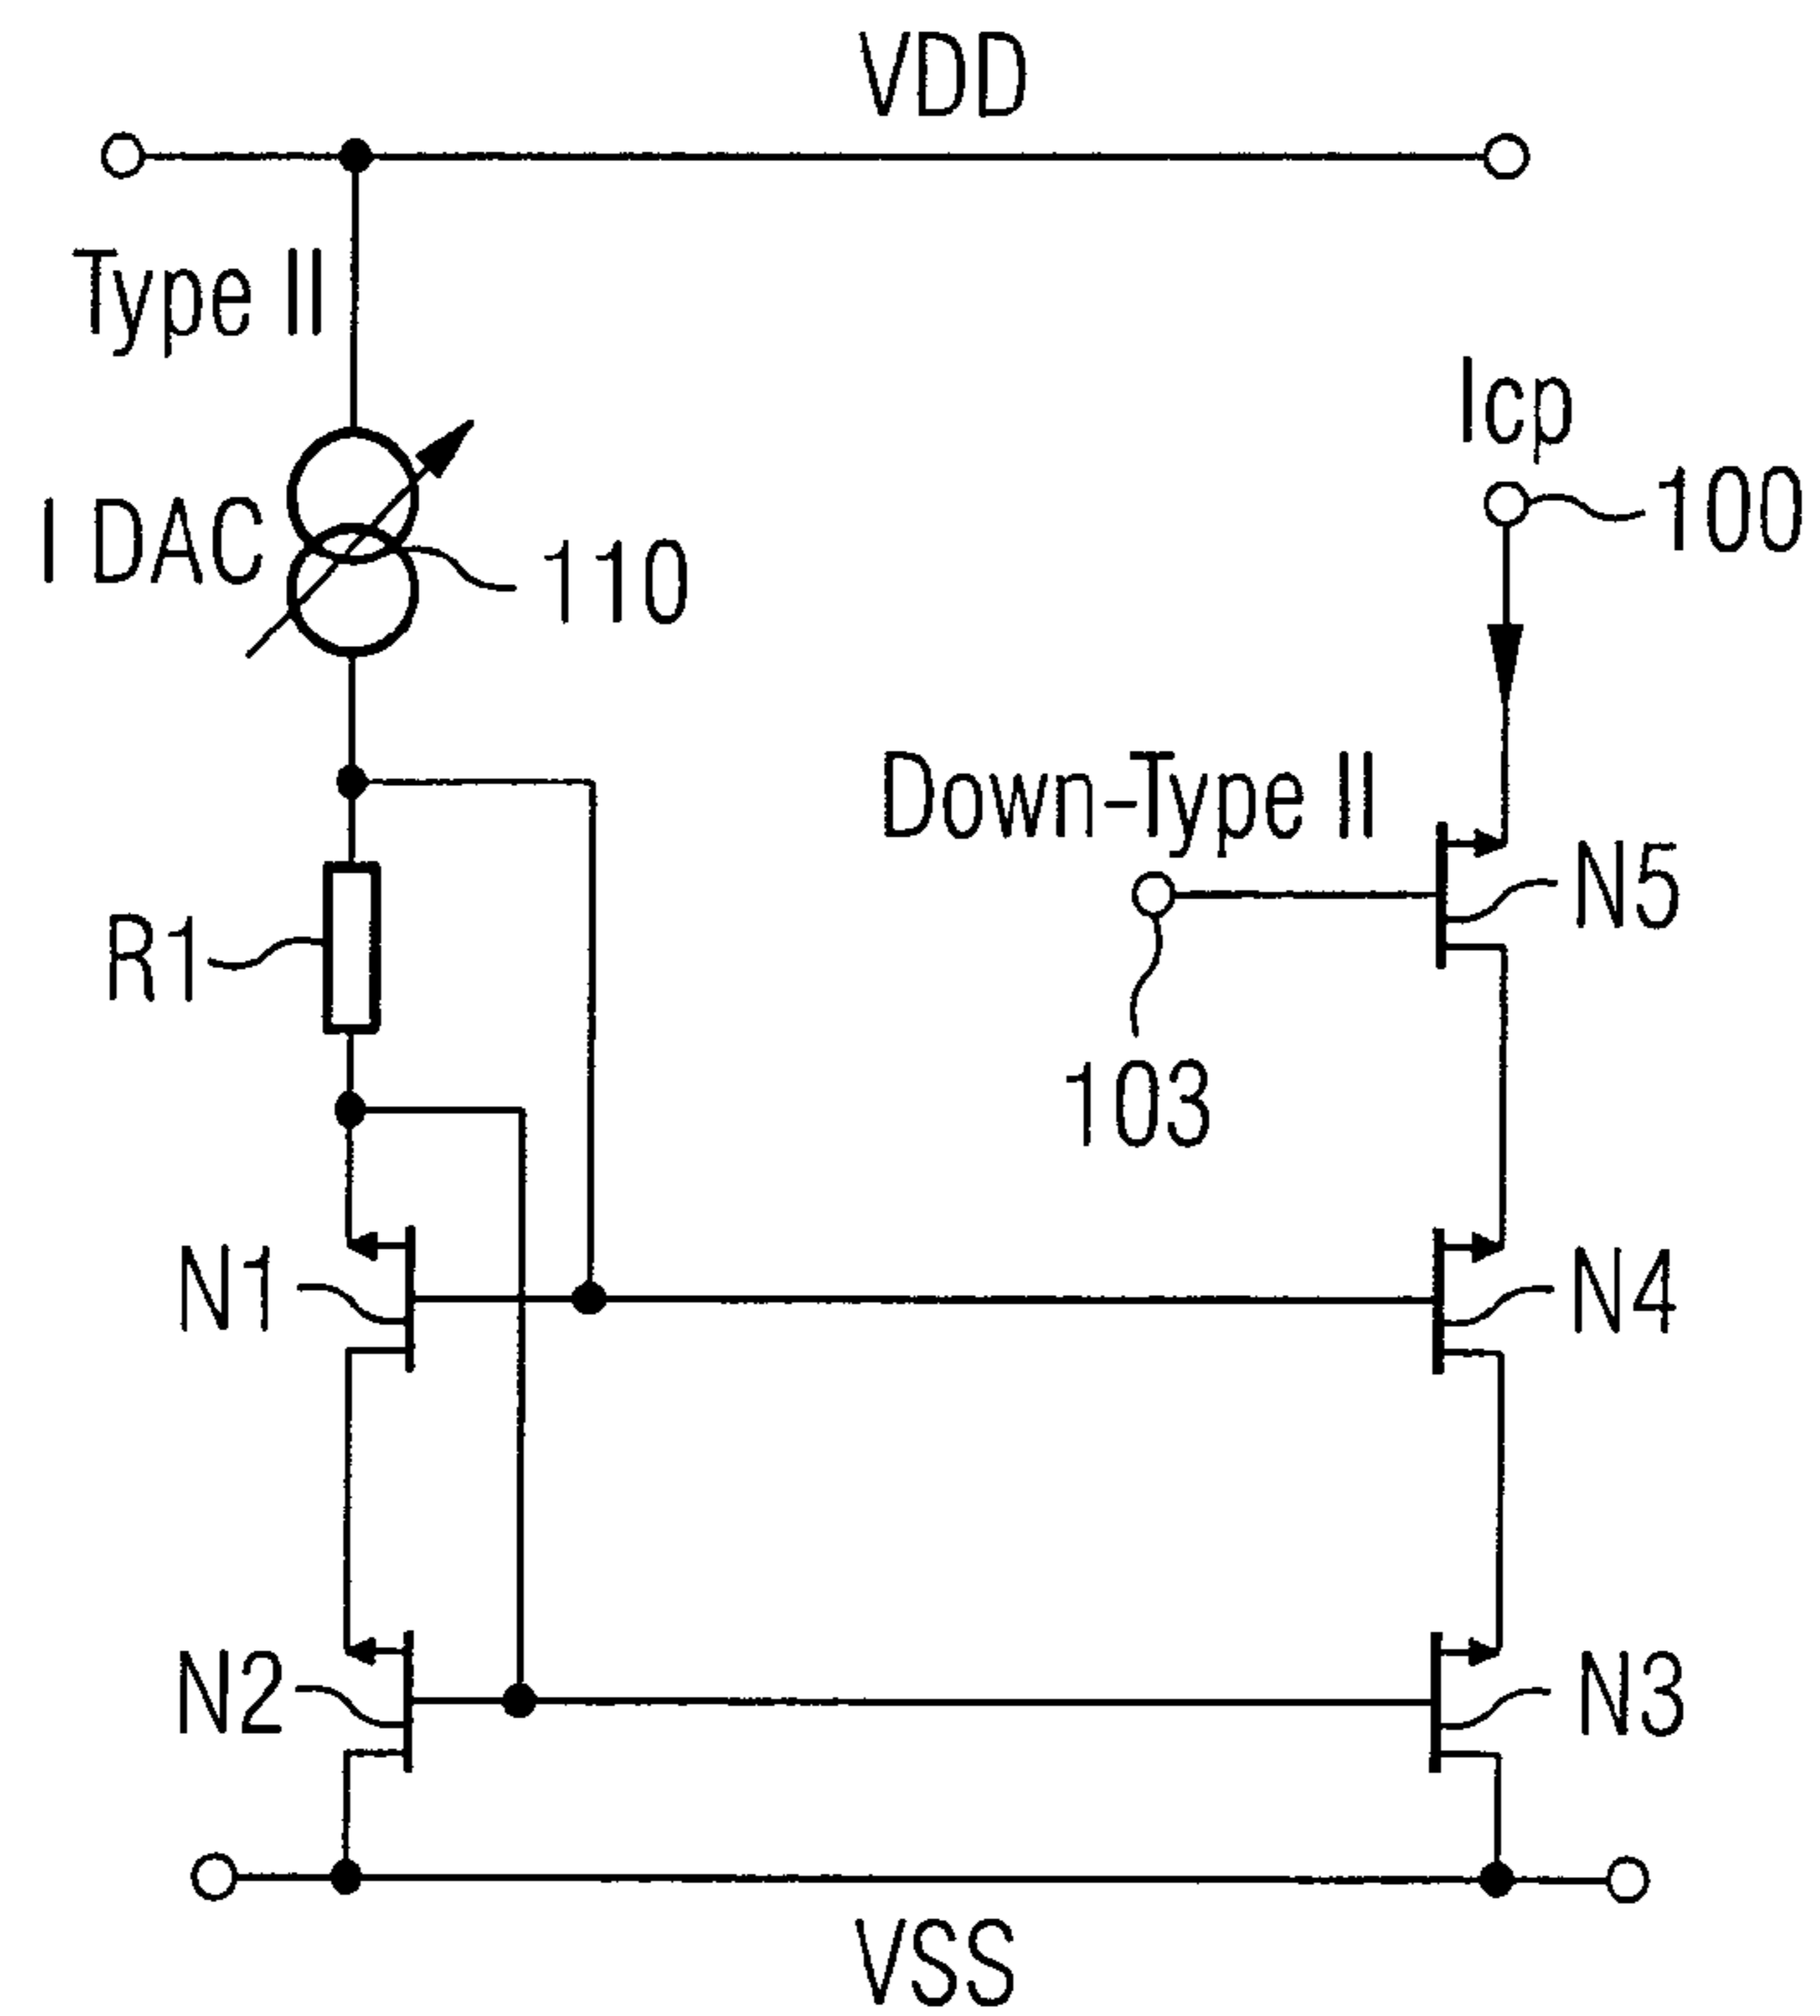 VDD
Type II
Icp
100
I DAC
110
Down-Type II
N5
R1
103
N1
N4
N2
N3
VSS